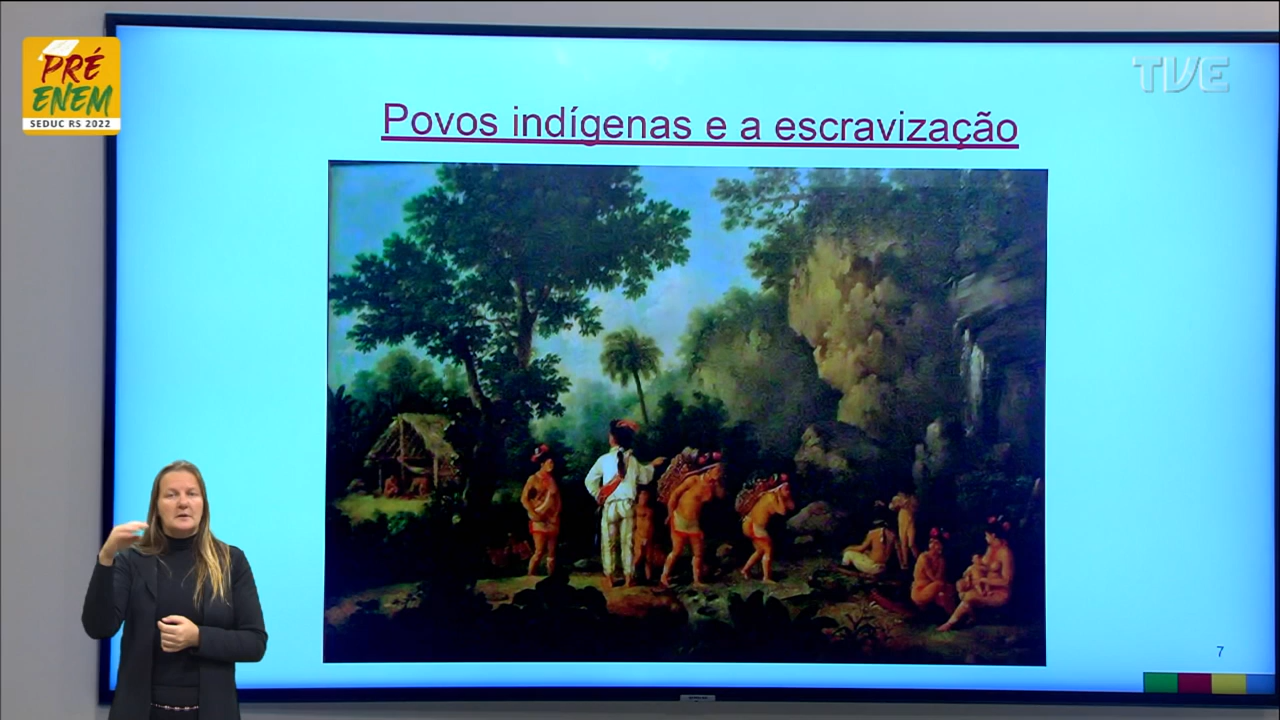 PRÉ
ENEM
SEDUC RS 2022
TVE
Povos indígenas e a escravização
7